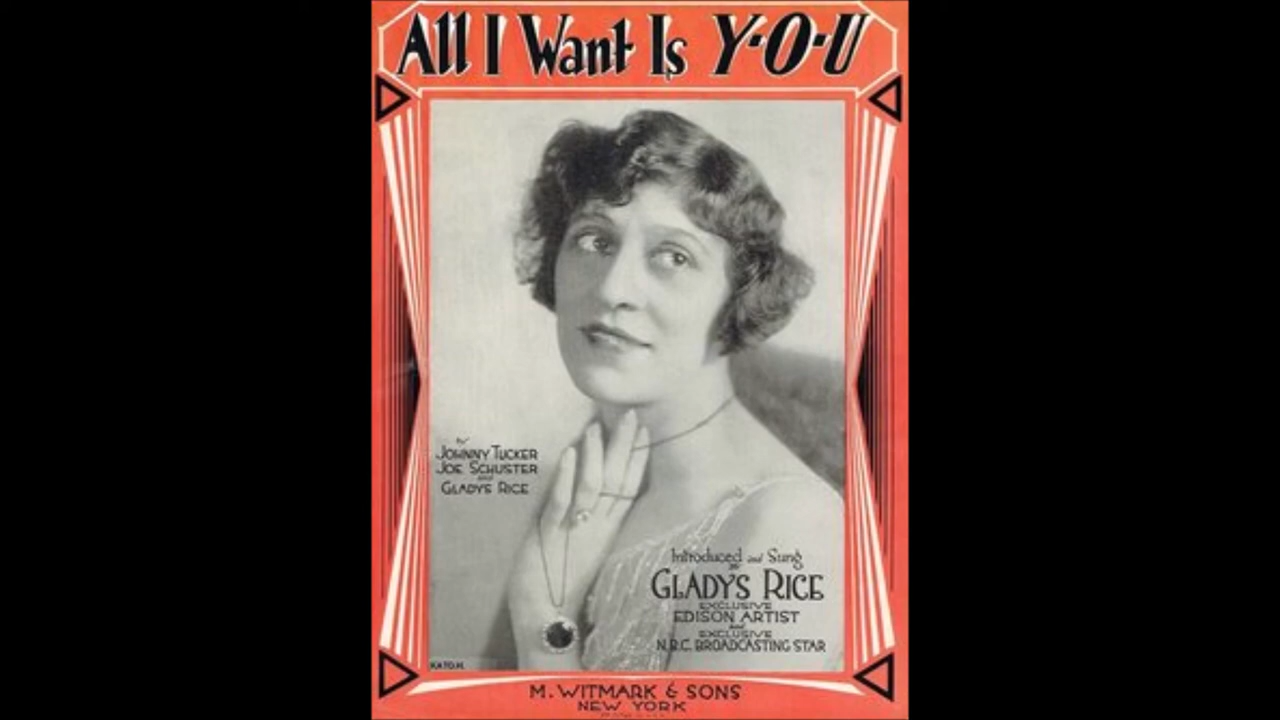 All I Want Is Y-O-U
by
JOHNNY TUCKER
JOE SCHUSTER
and
GLADYS RICE
Introduced and Sung
by
GLADYS RICE
EXCLUSIVE
EDISON ARTIST
and
EXCLUSIVE
N.B.C. BROADCASTING STAR
KATOH.
M. WITMARK & SONS
NEW YORK